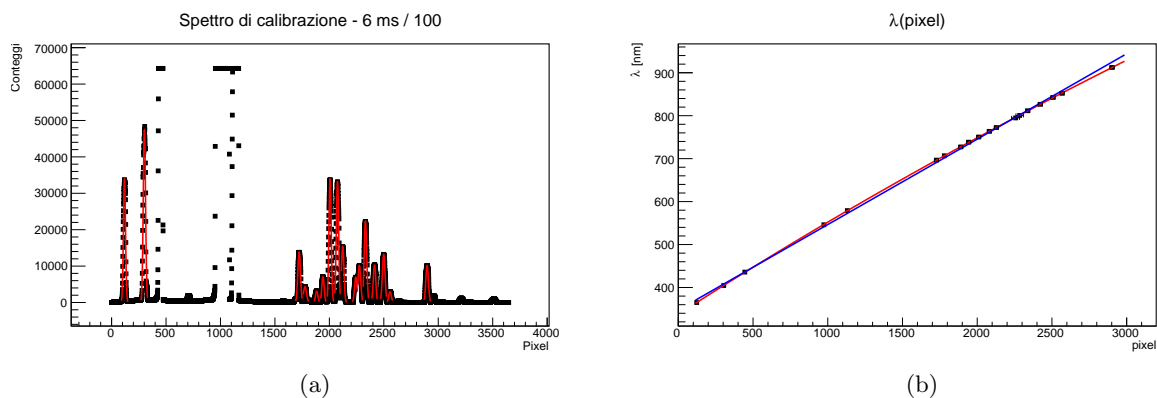 Spettro di calibrazione - 6 ms / 100
Conteggi
70000
60000
50000
40000
30000
20000
10000
0
0 500 1000 1500 2000 2500 3000 3500 4000
Pixel
(a)
λ(pixel)
λ [nm]
900
800
700
600
500
400
0 500 1000 1500 2000 2500 3000
pixel
(b)